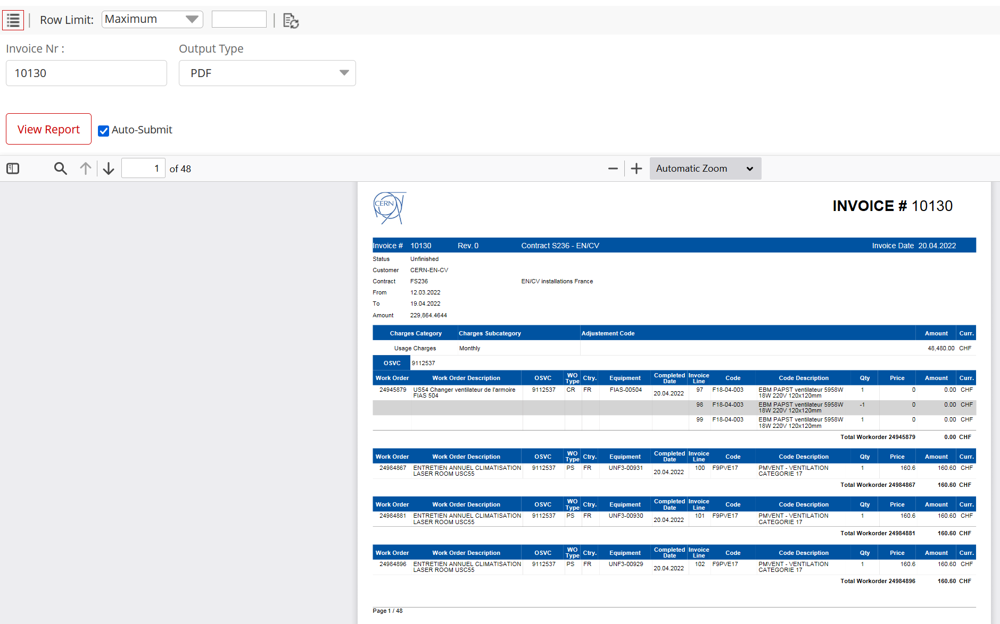 Row Limit: Maximum
Invoice Nr : Output Type
10130 PDF
View Report Auto-Submit
1 of 48 Automatic Zoom
CERN
INVOICE # 10130
Invoice # 10130 Rev. 0 Contract S236 - EN/CV Invoice Date 20.04.2022
Status Unfinished
Customer CERN-EN-CV
Contract FS236 EN/CV installations France
From 12.03.2022
To 19.04.2022
Amount 229,864.4644
Charges Category Charges Subcategory Adjustement Code Amount Curr.
Usage Charges Monthly 48,480.00 CHF
OSVC 9112537
Work Order Work Order Description OSVC WO Type Ctry. Equipment Completed Date Invoice Line Code Code Description Qty Price Amount Curr.
24945879 US54 Changer ventilateur de l'armoire 9112537 CR FR FIAS-00504 20.04.2022 97 F18-04-003 EBM PAPST ventilateur 5958W 1 0 0.00 CHF
FIAS 504 18W 220V 120x120mm
98 F18-04-003 EBM PAPST ventilateur 5958W -1 0 0.00 CHF
18W 220V 120x120mm
99 F18-04-003 EBM PAPST ventilateur 5958W 1 0 0.00 CHF
18W 220V 120x120mm
Total Workorder 24945879 0.00 CHF
Work Order Work Order Description OSVC WO Type Ctry. Equipment Completed Date Invoice Line Code Code Description Qty Price Amount Curr.
24984867 ENTRETIEN ANNUEL CLIMATISATION 9112537 PS FR UNF3-00931 20.04.2022 100 F9PVE17 PMVENT - VENTILATION 1 160.6 160.60 CHF
LASER ROOM USC55 CATEGORIE 17
Total Workorder 24984867 160.60 CHF
Work Order Work Order Description OSVC WO Type Ctry. Equipment Completed Date Invoice Line Code Code Description Qty Price Amount Curr.
24984881 ENTRETIEN ANNUEL CLIMATISATION 9112537 PS FR UNF3-00930 20.04.2022 101 F9PVE17 PMVENT - VENTILATION 1 160.6 160.60 CHF
LASER ROOM USC55 CATEGORIE 17
Total Workorder 24984881 160.60 CHF
Work Order Work Order Description OSVC WO Type Ctry. Equipment Completed Date Invoice Line Code Code Description Qty Price Amount Curr.
24984896 ENTRETIEN ANNUEL CLIMATISATION 9112537 PS FR UNF3-00929 20.04.2022 102 F9PVE17 PMVENT - VENTILATION 1 160.6 160.60 CHF
LASER ROOM USC55 CATEGORIE 17
Total Workorder 24984896 160.60 CHF
Page 1 / 48